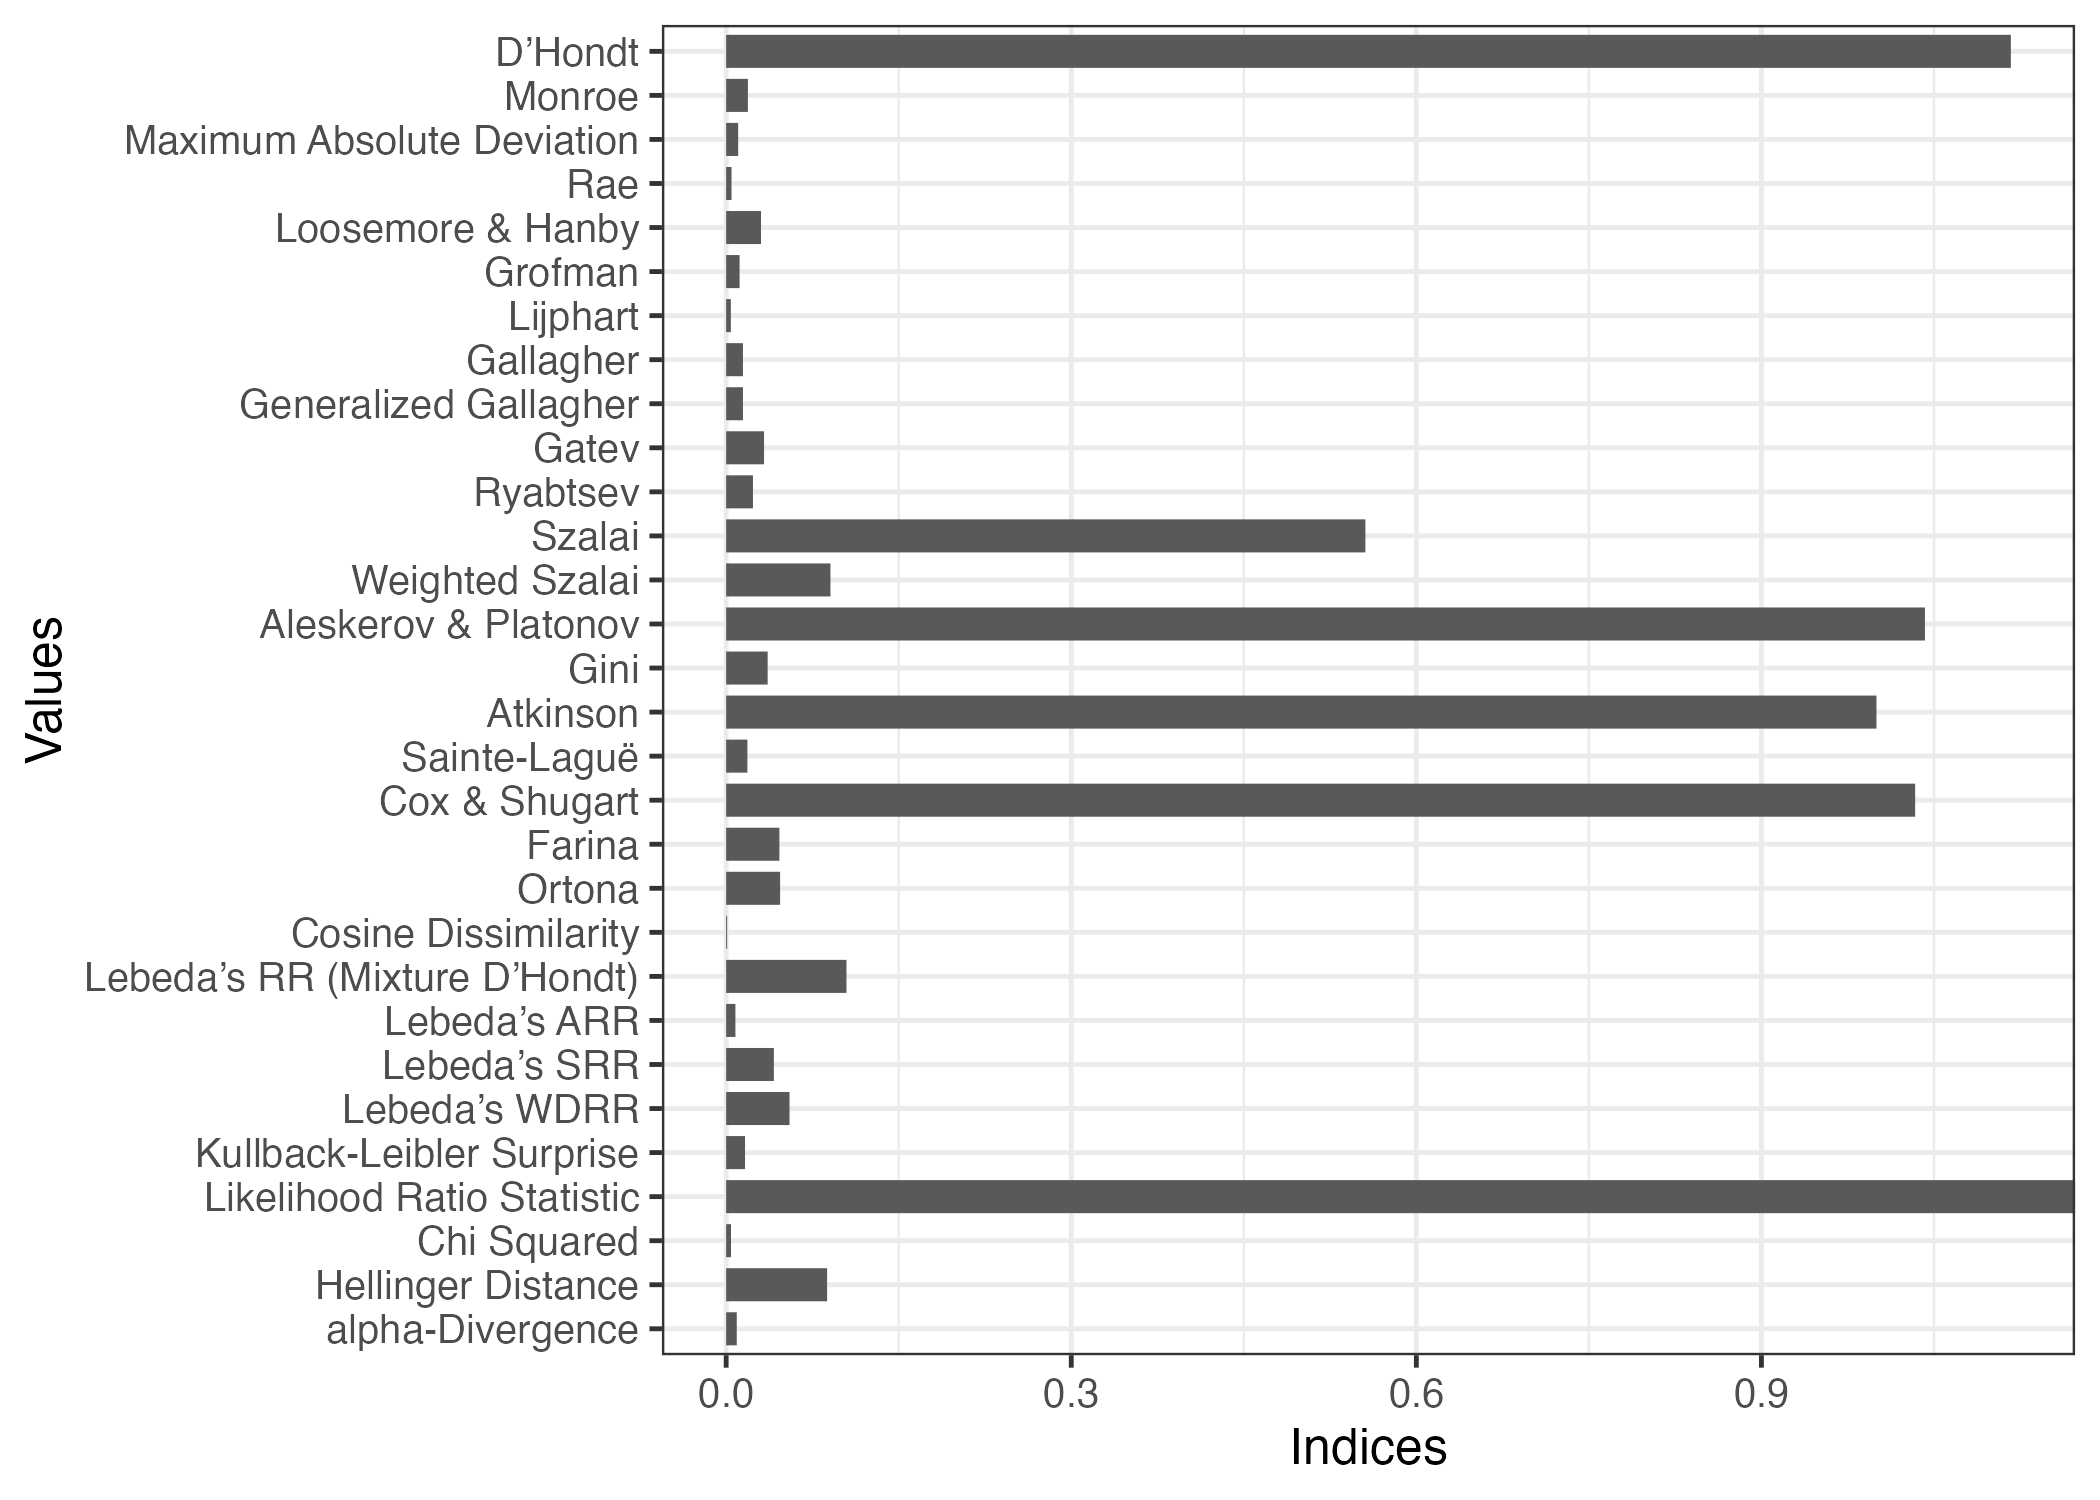 D’Hondt
Monroe
Maximum Absolute Deviation
Rae
Loosemore & Hanby
Grofman
Lijphart
Gallagher
Generalized Gallagher
Gatev
Ryabtsev
Szalai
Weighted Szalai
Aleskerov & Platonov
Gini
Atkinson
Sainte-Laguë
Cox & Shugart
Farina
Ortona
Cosine Dissimilarity
Lebeda’s RR (Mixture D’Hondt)
Lebeda’s ARR
Lebeda’s SRR
Lebeda’s WDRR
Kullback-Leibler Surprise
Likelihood Ratio Statistic
Chi Squared
Hellinger Distance
alpha-Divergence
Values
0.0 0.3 0.6 0.9
Indices